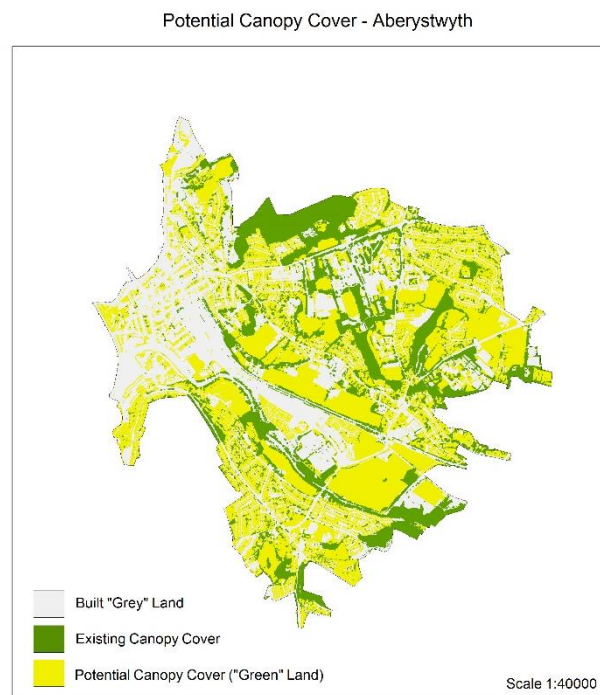 Potential Canopy Cover - Aberystwyth
Built "Grey" Land
Existing Canopy Cover
Potential Canopy Cover ("Green" Land)
Scale 1:40000